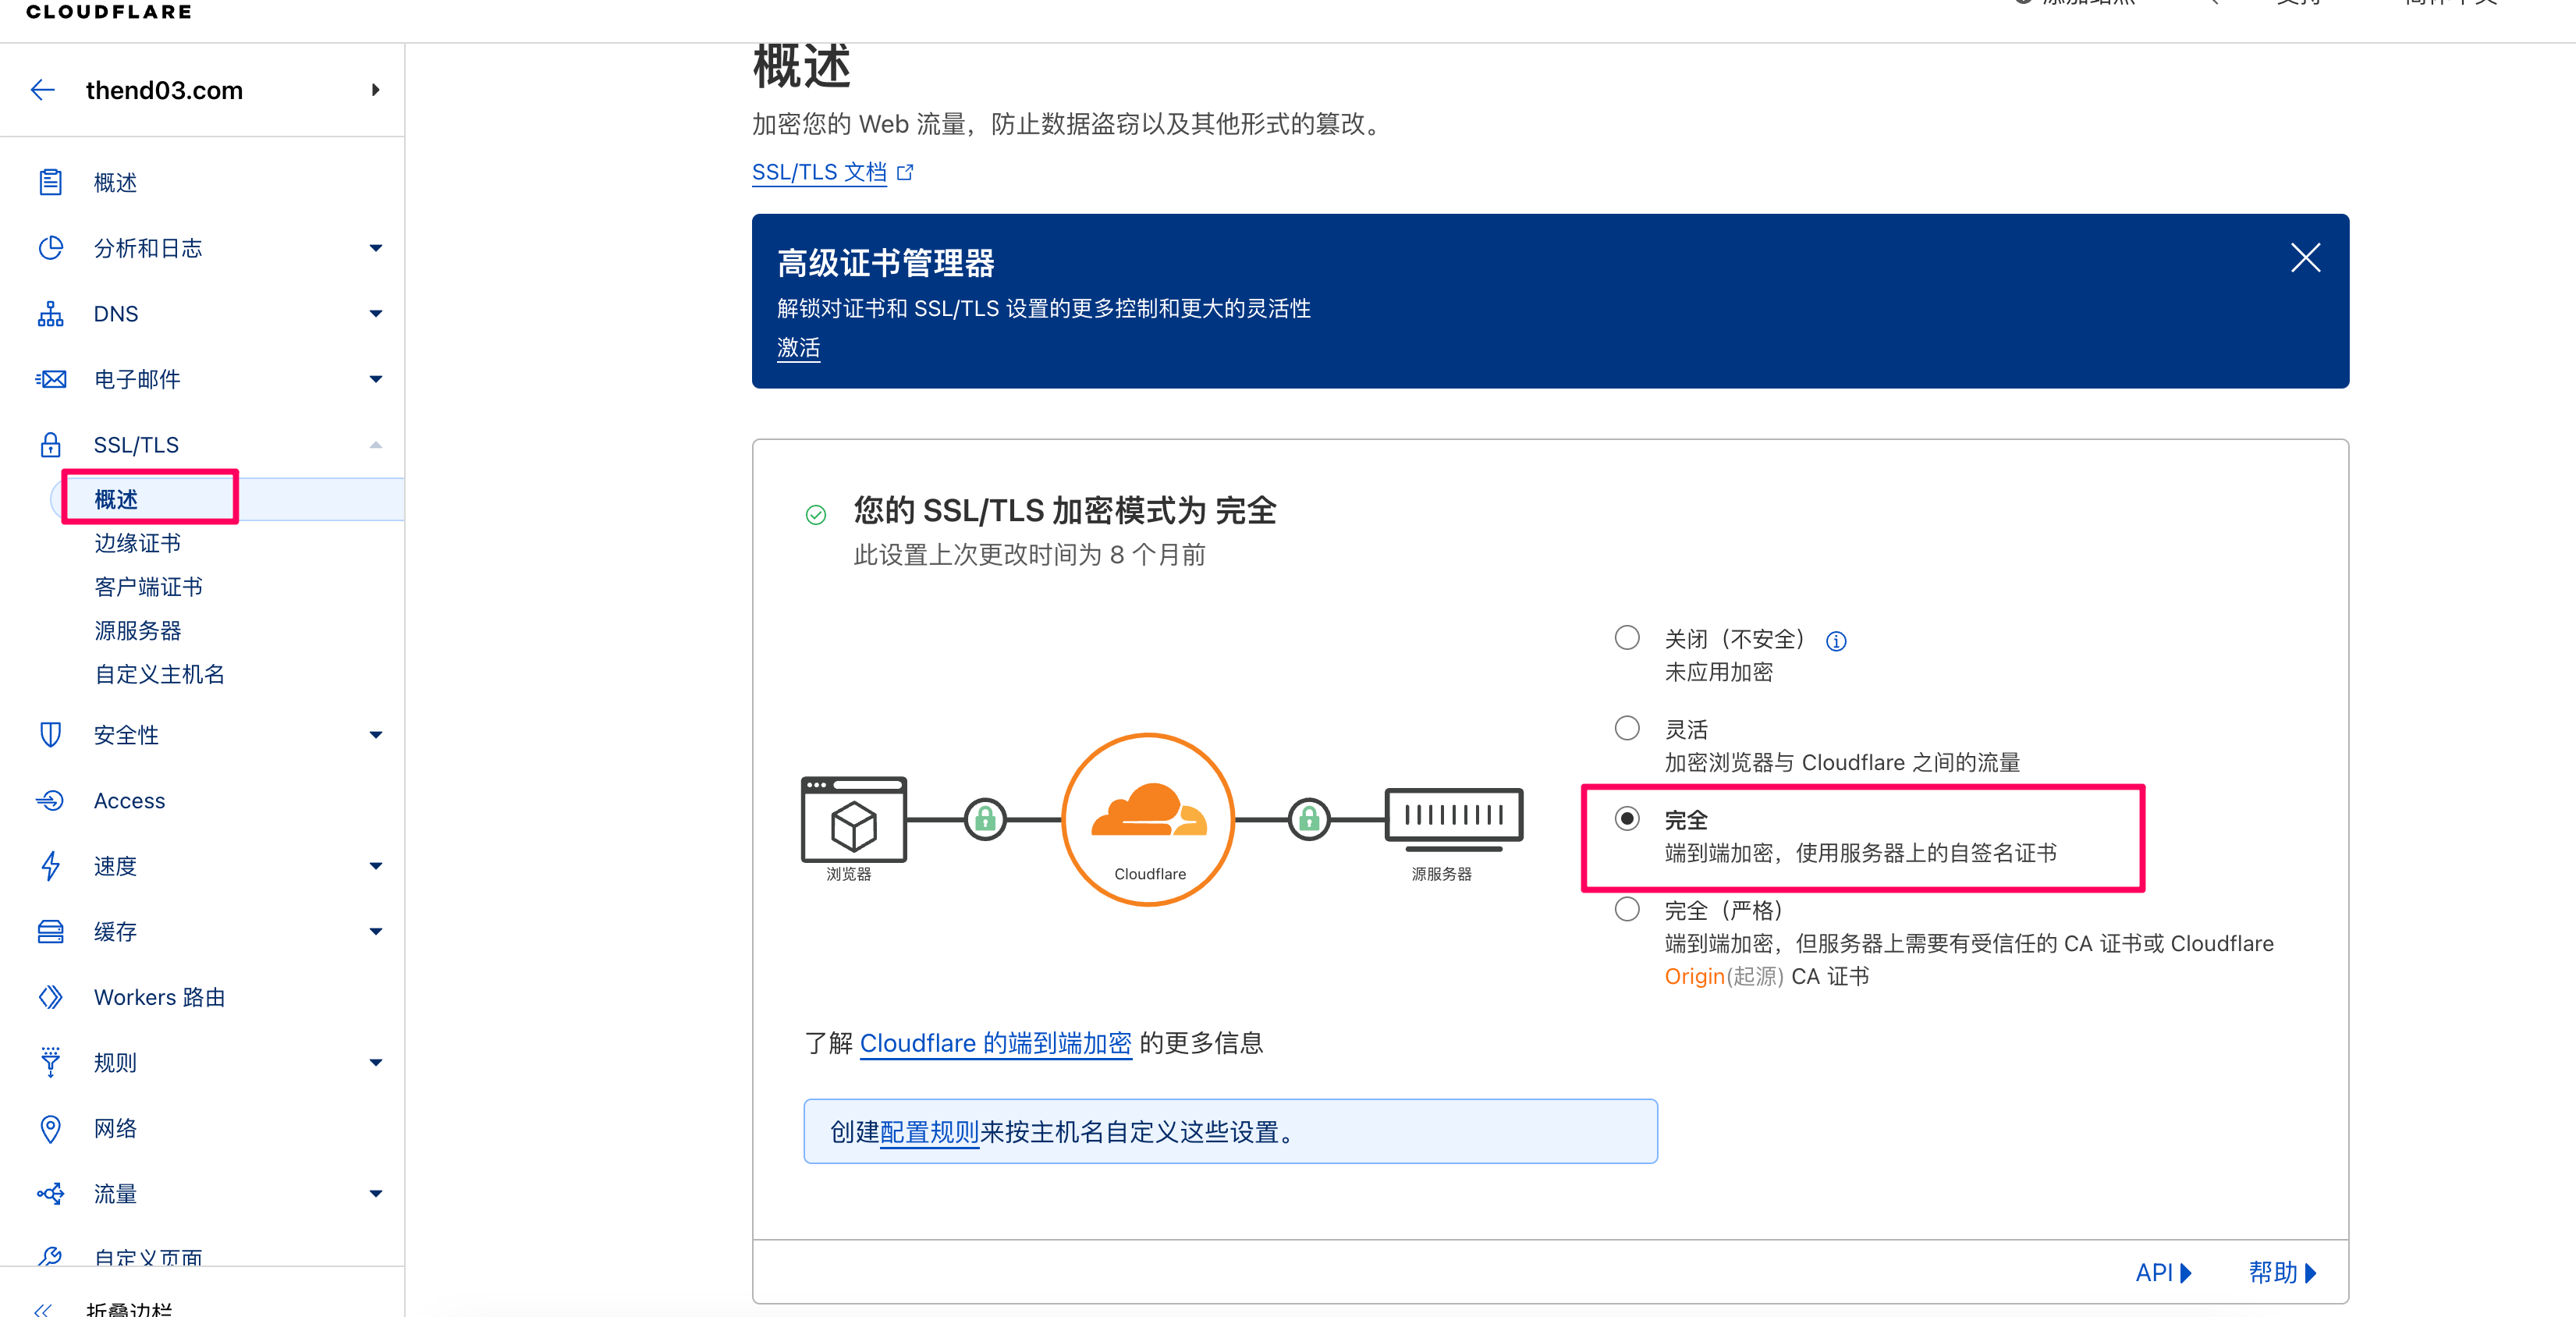 CLOUDFLARE
thend03.com
概述
分析和日志
DNS
电子邮件
SSL/TLS
概述
边缘证书
客户端证书
源服务器
自定义主机名
安全性
Access
速度
缓存
Workers 路由
规则
网络
流量
自定义页面
折叠边栏
概述
加密您的 Web 流量，防止数据盗窃以及其他形式的篡改。
SSL/TLS 文档
高级证书管理器
解锁对证书和 SSL/TLS 设置的更多控制和更大的灵活性
激活
您的 SSL/TLS 加密模式为 完全
此设置上次更改时间为 8 个月前
浏览器
Cloudflare
源服务器
关闭（不安全）
未应用加密
灵活
加密浏览器与 Cloudflare 之间的流量
完全
端到端加密，使用服务器上的自签名证书
完全（严格）
端到端加密，但服务器上需要有受信任的 CA 证书或 Cloudflare
Origin(起源) CA 证书
了解 Cloudflare 的端到端加密 的更多信息
创建配置规则来按主机名自定义这些设置。
API
帮助